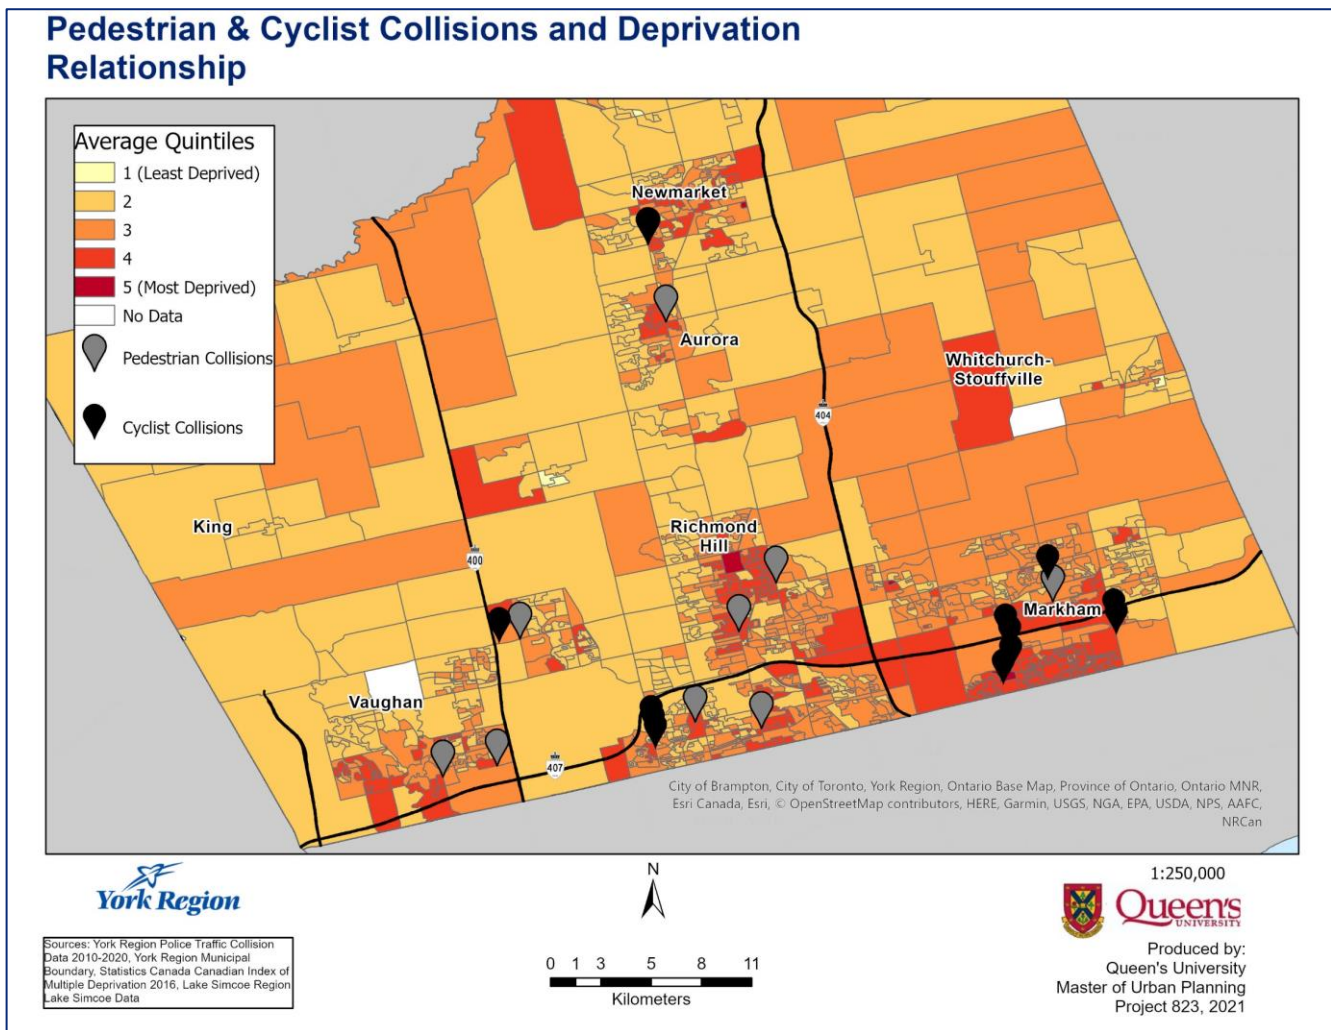 Pedestrian & Cyclist Collisions and Deprivation
Relationship
Average Quintiles
1 (Least Deprived)
2
3
4
5 (Most Deprived)
No Data
Pedestrian Collisions
Cyclist Collisions
Newmarket
Aurora
Whitchurch-
Stouffville
404
King
400
Richmond
Hill
Markham
Vaughan
407
City of Brampton, City of Toronto, York Region, Ontario Base Map, Province of Ontario, Ontario MNR,
Esri Canada, Esri, © OpenStreetMap contributors, HERE, Garmin, USGS, NGA, EPA, USDA, NPS, AAFC,
NRCan
York Region
Sources: York Region Police Traffic Collision
Data 2010-2020, York Region Municipal
Boundary, Statistics Canada Canadian Index of
Multiple Deprivation 2016, Lake Simcoe Region
Lake Simcoe Data
N
0 1 3 5 8 11
Kilometers
1:250,000
Queen's
UNIVERSITY
Produced by:
Queen's University
Master of Urban Planning
Project 823, 2021